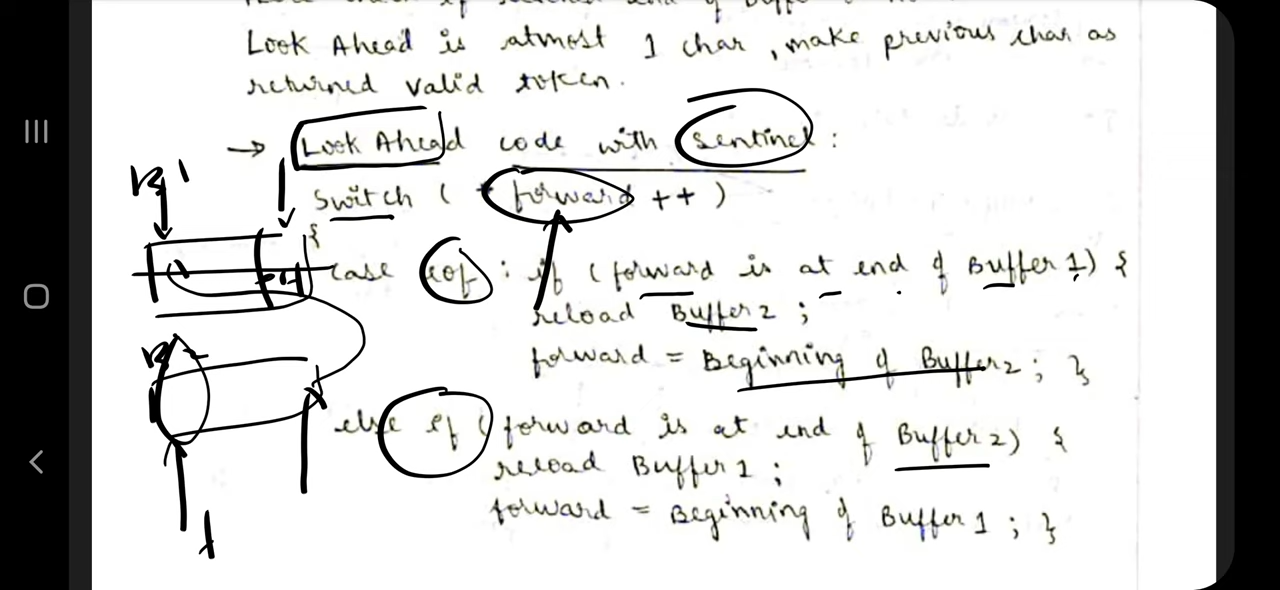 Look Ahead is atmost 1 char, make previous char as
returned valid token.
→ Look Ahead code with Sentinel :
Switch ( * forward ++ )
{
case eof : if (forward is at end of Buffer 1) {
reload Buffer 2 ;
forward = Beginning of Buffer 2 ; }
else if (forward is at end of Buffer 2) {
reload Buffer 1 ;
forward = Beginning of Buffer 1 ; }